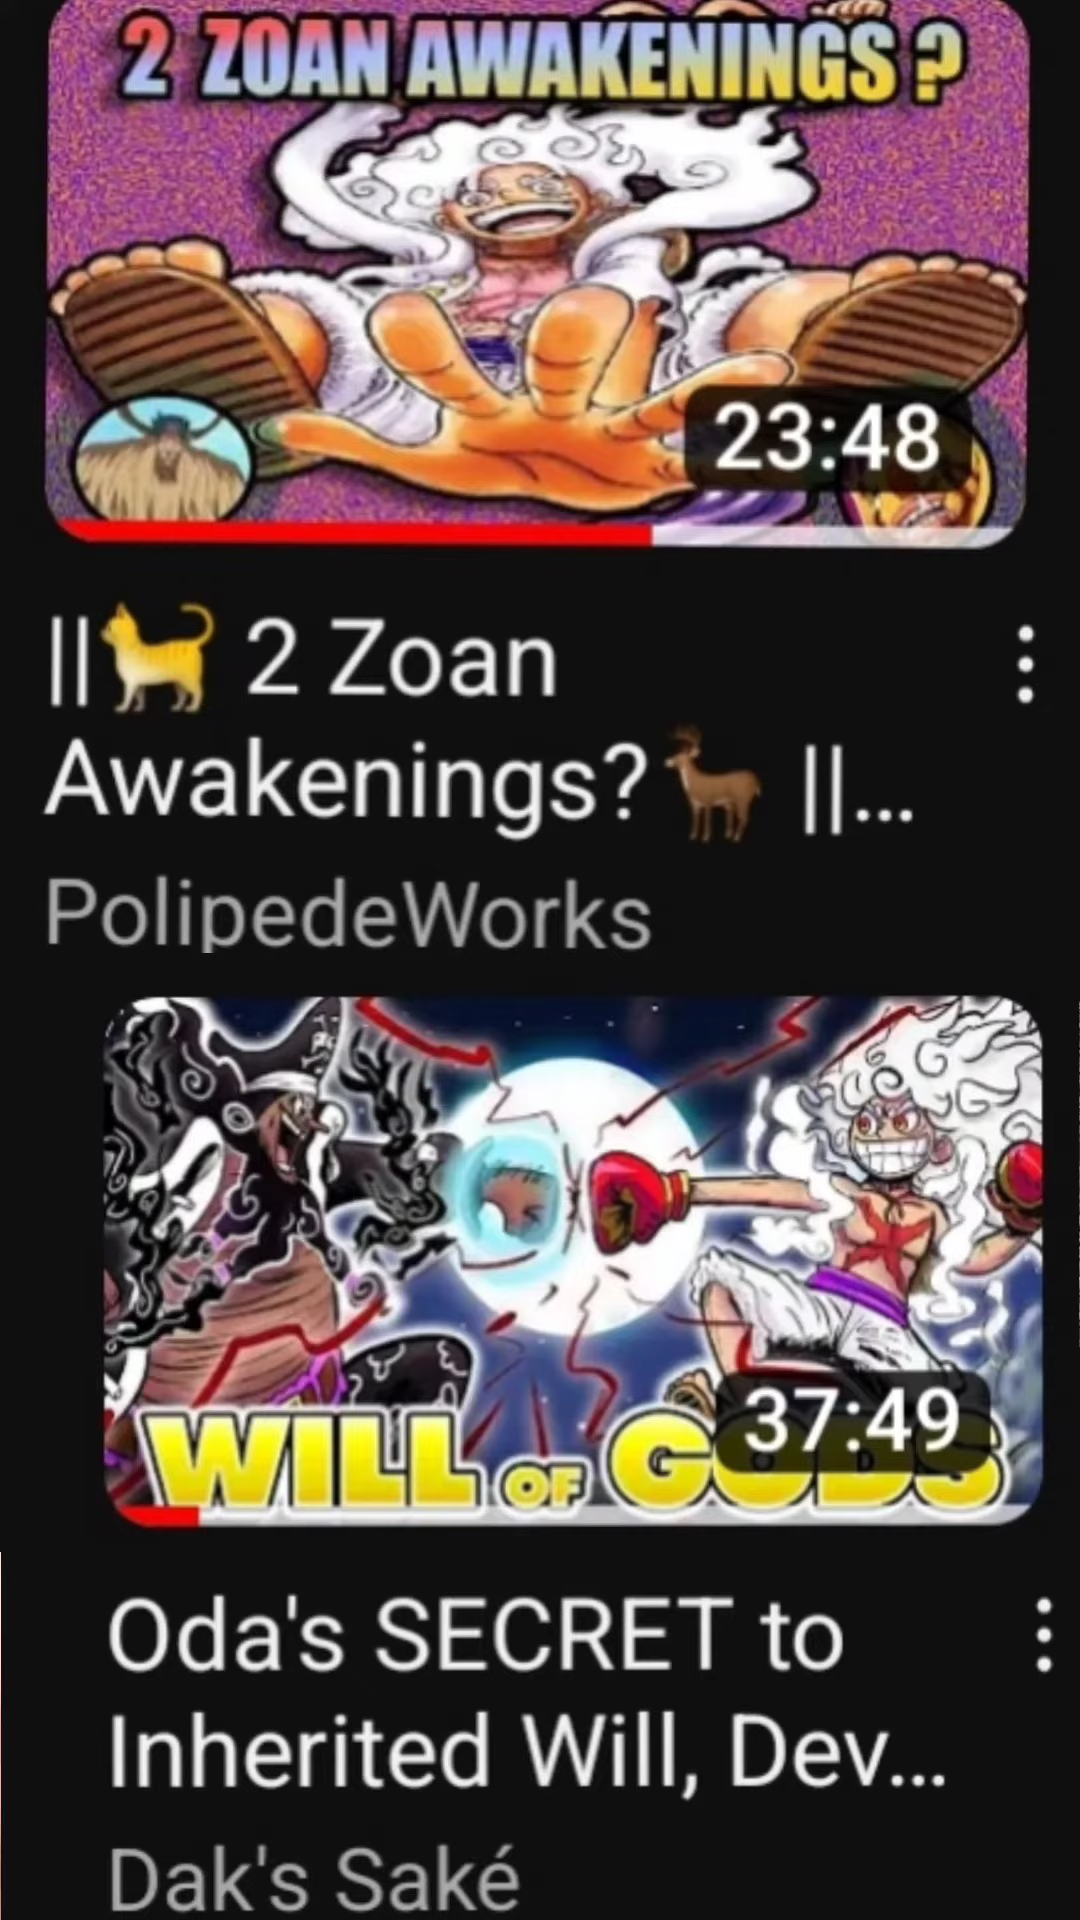 2 ZOAN AWAKENINGS ?
23:48
||🐈 2 Zoan
Awakenings?🦌 ||...
PolipedeWorks
WILL OF GODS
37:49
Oda's SECRET to
Inherited Will, Dev...
Dak's Saké